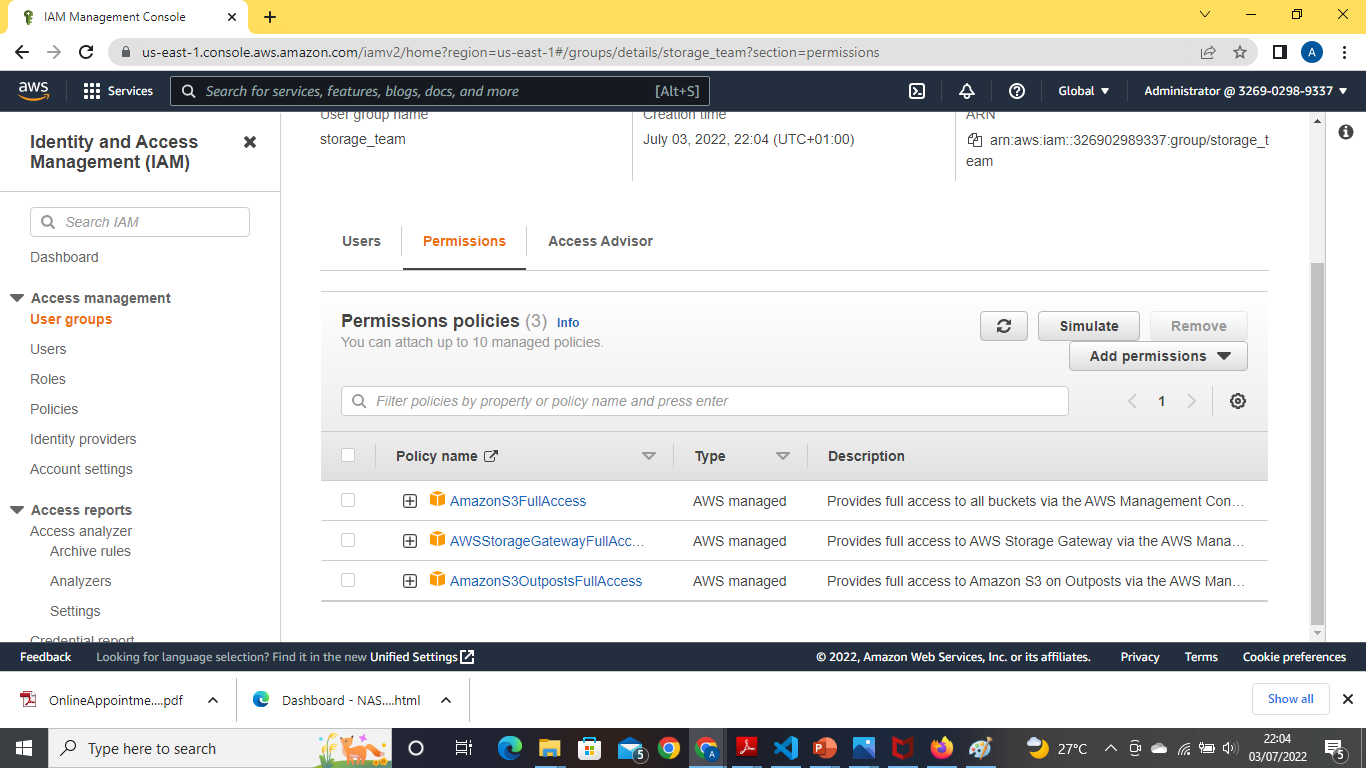 IAM Management Console
us-east-1.console.aws.amazon.com/iamv2/home?region=us-east-1#/groups/details/storage_team?section=permissions
A
aws
Services
Search for services, features, blogs, docs, and more [Alt+S]
Global
Administrator @ 3269-0298-9337
Identity and Access
Management (IAM)
Search IAM
Dashboard
Access management
User groups
Users
Roles
Policies
Identity providers
Account settings
Access reports
Access analyzer
Archive rules
Analyzers
Settings
Credential report
User group name
storage_team
Creation time
July 03, 2022, 22:04 (UTC+01:00)
ARN
arn:aws:iam::326902989337:group/storage_t
eam
Users
Permissions
Access Advisor
Permissions policies (3) Info
You can attach up to 10 managed policies.
Simulate
Remove
Add permissions
Filter policies by property or policy name and press enter
1
Policy name Type Description
AmazonS3FullAccess AWS managed Provides full access to all buckets via the AWS Management Con…
AWSStorageGatewayFullAcc… AWS managed Provides full access to AWS Storage Gateway via the AWS Mana…
AmazonS3OutpostsFullAccess AWS managed Provides full access to Amazon S3 on Outposts via the AWS Man…
Feedback Looking for language selection? Find it in the new Unified Settings
© 2022, Amazon Web Services, Inc. or its affiliates. Privacy Terms Cookie preferences
OnlineAppointme....pdf
Dashboard - NAS....html
Show all
Type here to search
5
A
27°C
22:04
03/07/2022
5